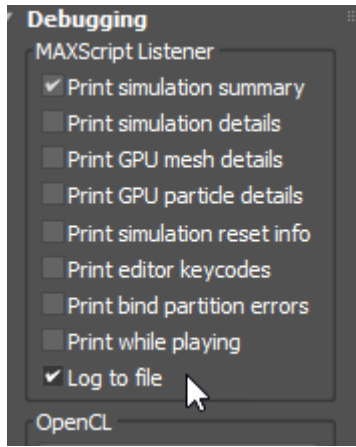 Debugging
MAXScript Listener
Print simulation summary
Print simulation details
Print GPU mesh details
Print GPU particle details
Print simulation reset info
Print editor keycodes
Print bind partition errors
Print while playing
Log to file
OpenCL